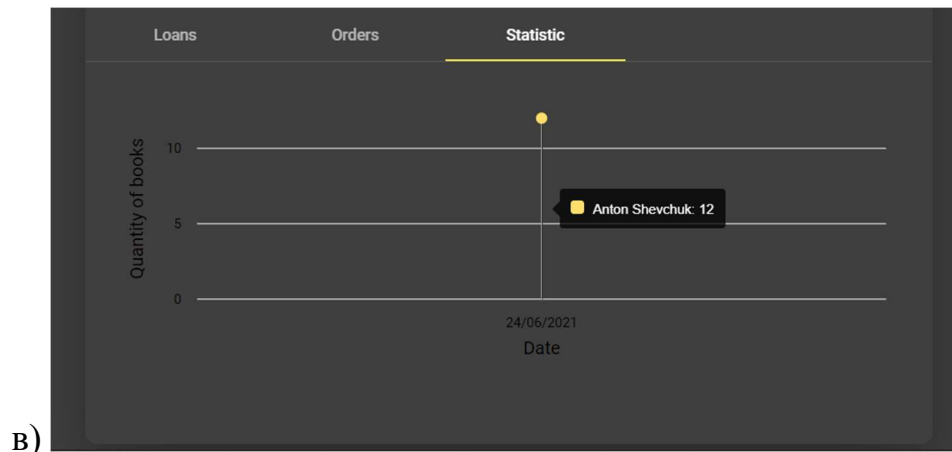 Loans Orders Statistic
Quantity of books
10
5
0
Anton Shevchuk: 12
24/06/2021
Date
в)